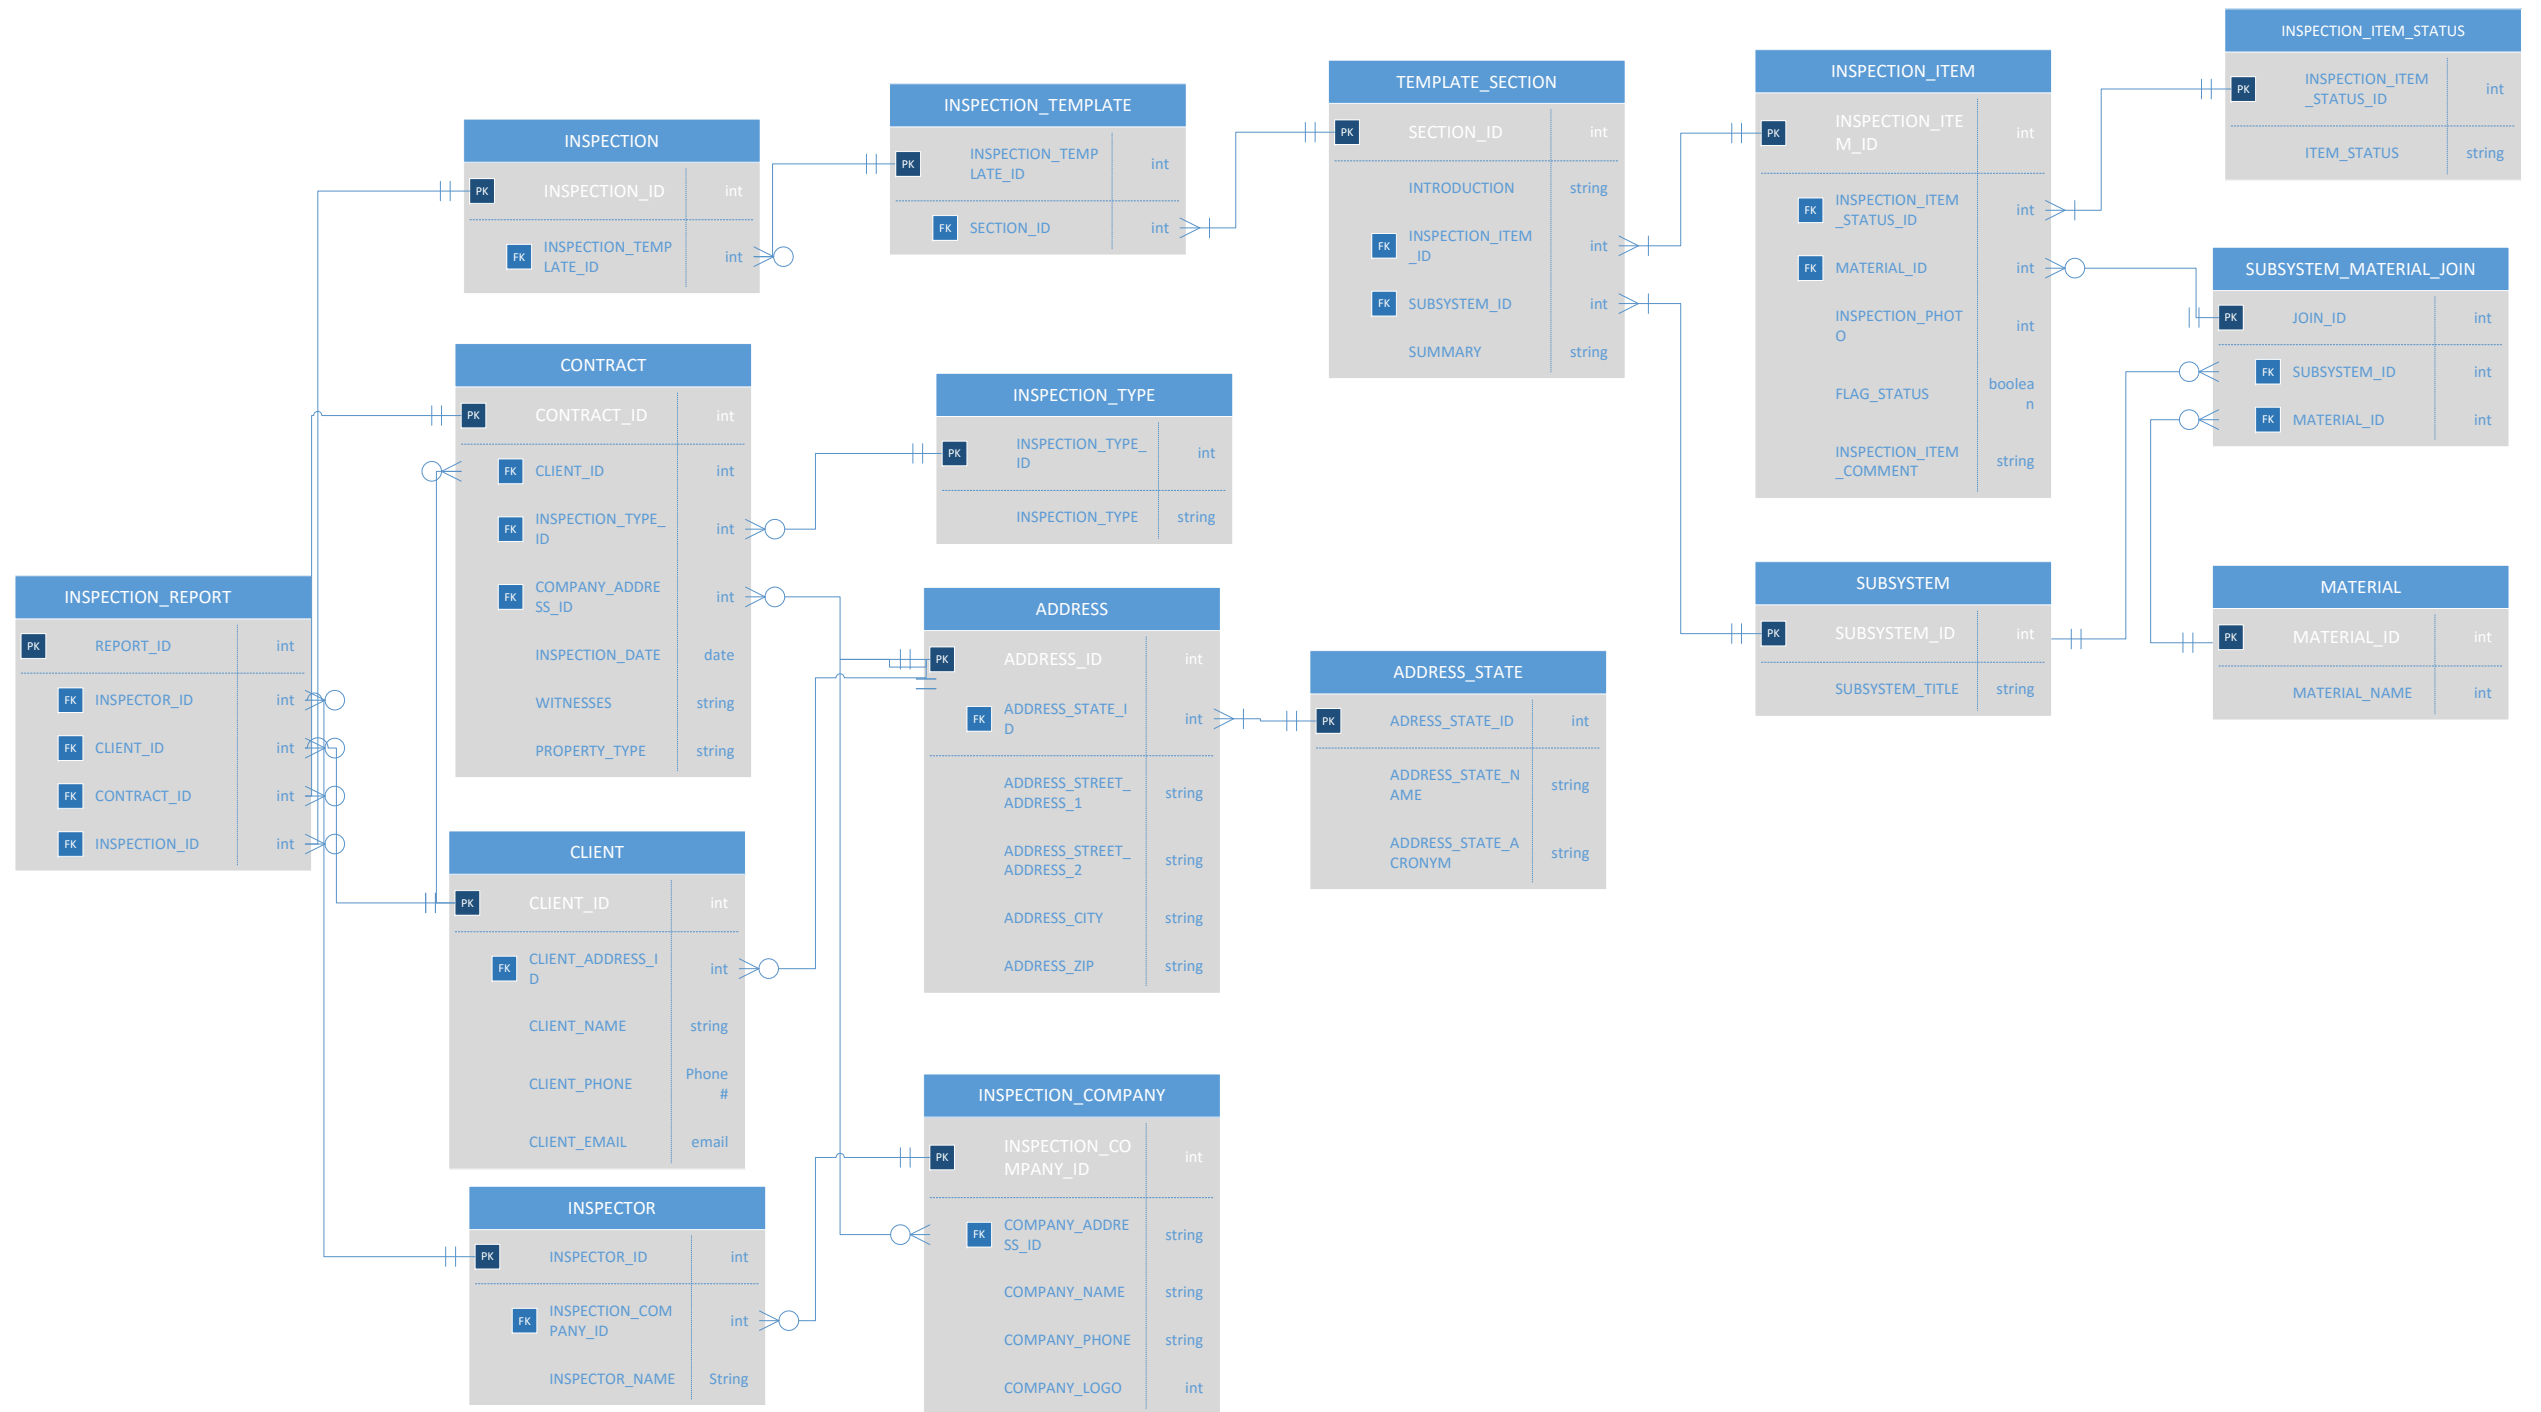 INSPECTION_REPORT
PK REPORT_ID int
FK INSPECTOR_ID int
FK CLIENT_ID int
FK CONTRACT_ID int
FK INSPECTION_ID int
INSPECTION
PK INSPECTION_ID int
FK INSPECTION_TEMP
LATE_ID int
CONTRACT
PK CONTRACT_ID int
FK CLIENT_ID int
FK INSPECTION_TYPE_
ID int
FK COMPANY_ADDRE
SS_ID int
INSPECTION_DATE date
WITNESSES string
PROPERTY_TYPE string
CLIENT
PK CLIENT_ID int
FK CLIENT_ADDRESS_I
D int
CLIENT_NAME string
CLIENT_PHONE Phone
#
CLIENT_EMAIL email
INSPECTOR
PK INSPECTOR_ID int
FK INSPECTION_COM
PANY_ID int
INSPECTOR_NAME String
INSPECTION_TEMPLATE
PK INSPECTION_TEMP
LATE_ID int
FK SECTION_ID int
INSPECTION_TYPE
PK INSPECTION_TYPE_
ID int
INSPECTION_TYPE string
ADDRESS
PK ADDRESS_ID int
FK ADDRESS_STATE_I
D int
ADDRESS_STREET_
ADDRESS_1 string
ADDRESS_STREET_
ADDRESS_2 string
ADDRESS_CITY string
ADDRESS_ZIP string
INSPECTION_COMPANY
PK INSPECTION_CO
MPANY_ID int
FK COMPANY_ADDRE
SS_ID string
COMPANY_NAME string
COMPANY_PHONE string
COMPANY_LOGO int
TEMPLATE_SECTION
PK SECTION_ID int
INTRODUCTION string
FK INSPECTION_ITEM
_ID int
FK SUBSYSTEM_ID int
SUMMARY string
ADDRESS_STATE
PK ADRESS_STATE_ID int
ADDRESS_STATE_N
AME string
ADDRESS_STATE_A
CRONYM string
INSPECTION_ITEM
PK INSPECTION_ITE
M_ID int
FK INSPECTION_ITEM
_STATUS_ID int
FK MATERIAL_ID int
INSPECTION_PHOT
O int
FLAG_STATUS boolea
n
INSPECTION_ITEM
_COMMENT string
SUBSYSTEM
PK SUBSYSTEM_ID int
SUBSYSTEM_TITLE string
INSPECTION_ITEM_STATUS
PK INSPECTION_ITEM
_STATUS_ID int
ITEM_STATUS string
SUBSYSTEM_MATERIAL_JOIN
PK JOIN_ID int
FK SUBSYSTEM_ID int
FK MATERIAL_ID int
MATERIAL
PK MATERIAL_ID int
MATERIAL_NAME int